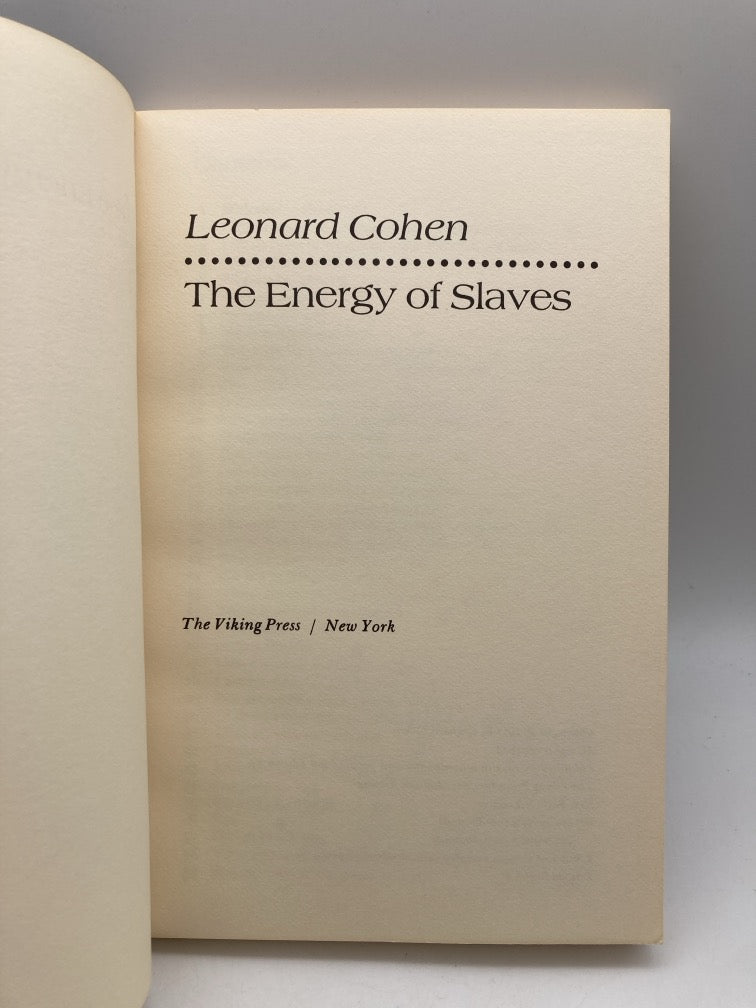 Leonard Cohen
The Energy of Slaves
The Viking Press / New York